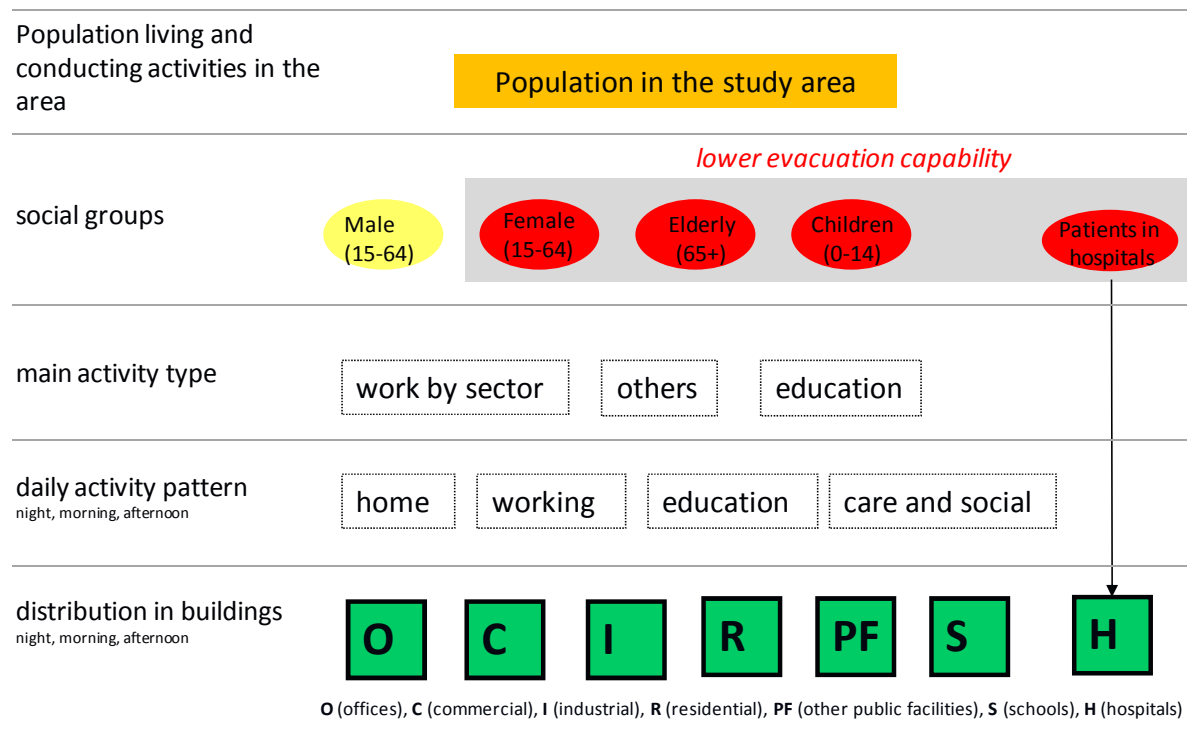 Population living and
conducting activities in the
area
Population in the study area
lower evacuation capability
social groups
Male
(15-64)
Female
(15-64)
Elderly
(65+)
Children
(0-14)
Patients in
hospitals
main activity type
work by sector
others
education
daily activity pattern
night, morning, afternoon
home
working
education
care and social
distribution in buildings
night, morning, afternoon
O
C
I
R
PF
S
H
O (offices), C (commercial), I (industrial), R (residential), PF (other public facilities), S (schools), H (hospitals)